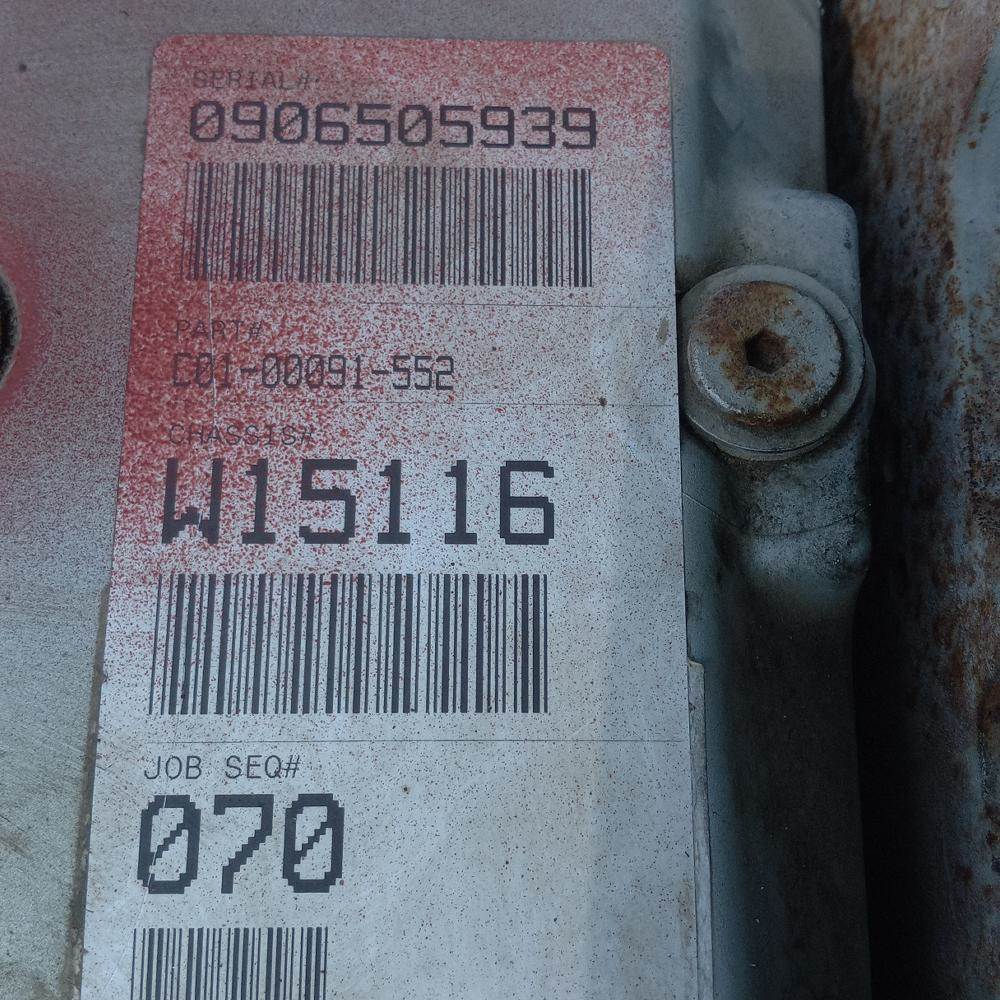 SERIAL#
0906505939
PART#
C01-00091-552
CHASSIS#
W15116
JOB SEQ#
070